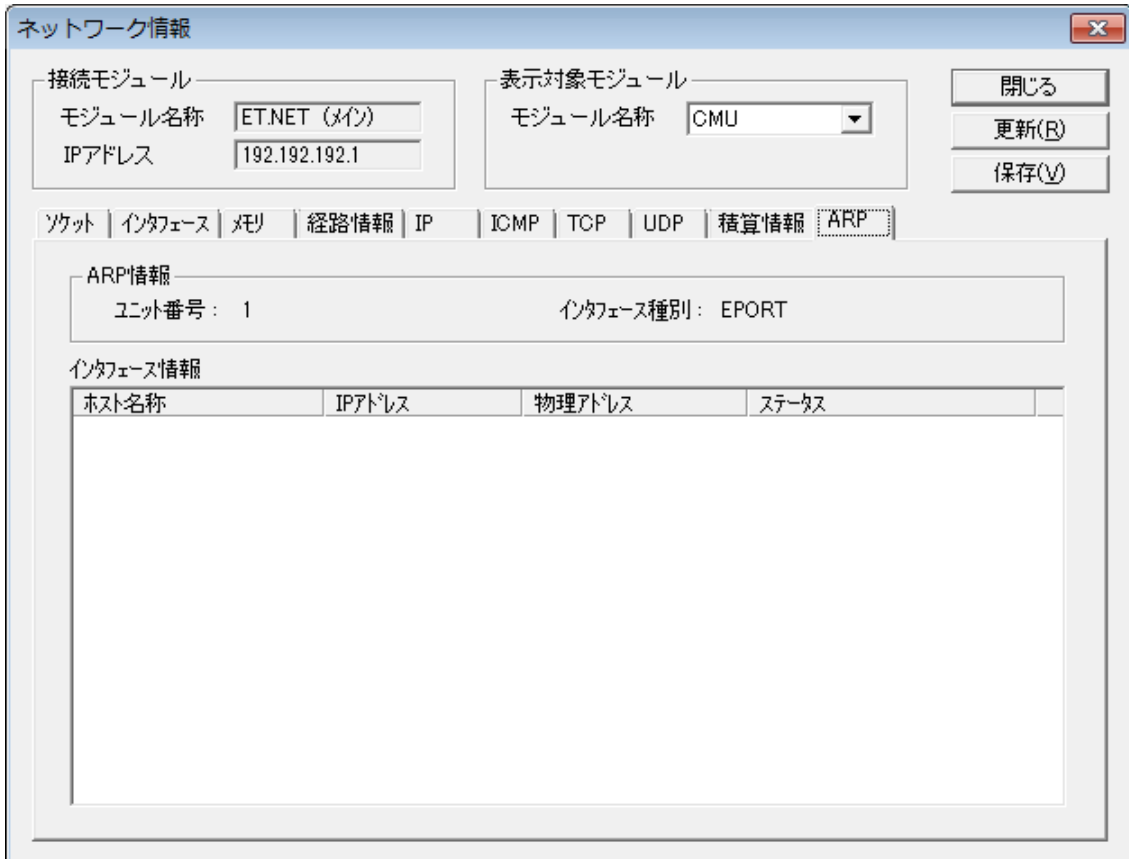 ネットワーク情報
接続モジュール
モジュール名称 ET.NET (メイン)
IPアドレス 192.192.192.1
表示対象モジュール
モジュール名称 CMU
閉じる
更新(R)
保存(V)
ソケット インタフェース メモリ 経路情報 IP ICMP TCP UDP 積算情報 ARP
ARP情報
ユニット番号: 1 インタフェース種別: EPORT
インタフェース情報
ホスト名称 IPアドレス 物理アドレス ステータス